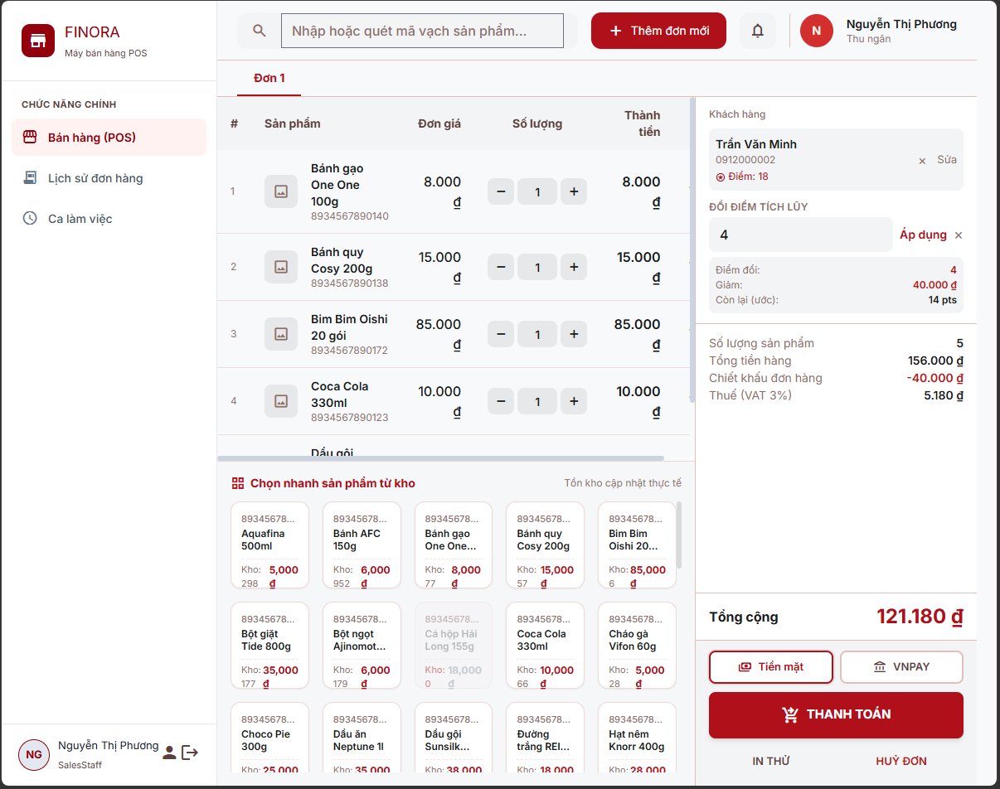 FINORA
Máy bán hàng POS
CHỨC NĂNG CHÍNH
Bán hàng (POS)
Lịch sử đơn hàng
Ca làm việc
NG
Nguyễn Thị Phương
SalesStaff
Nhập hoặc quét mã vạch sản phẩm...
+ Thêm đơn mới
N
Nguyễn Thị Phương
Thu ngân
Đơn 1
# Sản phẩm Đơn giá Số lượng Thành
tiền
1
Bánh gạo
One One
100g
8934567890140
8.000
đ
− 1 +
8.000
đ
2
Bánh quy
Cosy 200g
8934567890138
15.000
đ
− 1 +
15.000
đ
3
Bim Bim Oishi
20 gói
8934567890172
85.000
đ
− 1 +
85.000
đ
4
Coca Cola
330ml
8934567890123
10.000
đ
− 1 +
10.000
đ
Dầu gội
Chọn nhanh sản phẩm từ kho
Tồn kho cập nhật thực tế
89345678...
Aquafina
500ml
Kho: 5,000
298 đ
89345678...
Bánh AFC
150g
Kho: 6,000
952 đ
89345678...
Bánh gạo
One One...
Kho: 8,000
77 đ
89345678...
Bánh quy
Cosy 200g
Kho: 15,000
57 đ
89345678...
Bim Bim
Oishi 20...
Kho: 85,000
6 đ
89345678...
Bột giặt
Tide 800g
Kho: 35,000
177 đ
89345678...
Bột ngọt
Ajinomot...
Kho: 6,000
179 đ
89345678...
Cá hộp Hải
Long 155g
Kho: 18,000
0 đ
89345678...
Coca Cola
330ml
Kho: 10,000
66 đ
89345678...
Cháo gà
Vifon 60g
Kho: 5,000
28 đ
89345678...
Choco Pie
300g
Kho: 25,000
89345678...
Dầu ăn
Neptune 1l
Kho: 35,000
89345678...
Dầu gội
Sunsilk...
Kho: 38,000
89345678...
Đường
trắng REI...
Kho: 18,000
89345678...
Hạt nêm
Knorr 400g
Kho: 28,000
Khách hàng
Trần Văn Minh
0912000002
Điểm: 18
× Sửa
ĐỔI ĐIỂM TÍCH LŨY
4
Áp dụng ×
Điểm đổi: 4
Giảm: 40.000 đ
Còn lại (ước): 14 pts
Số lượng sản phẩm 5
Tổng tiền hàng 156.000 đ
Chiết khấu đơn hàng -40.000 đ
Thuế (VAT 3%) 5.180 đ
Tổng cộng 121.180 đ
Tiền mặt
VNPAY
THANH TOÁN
IN THỬ
HUỶ ĐƠN